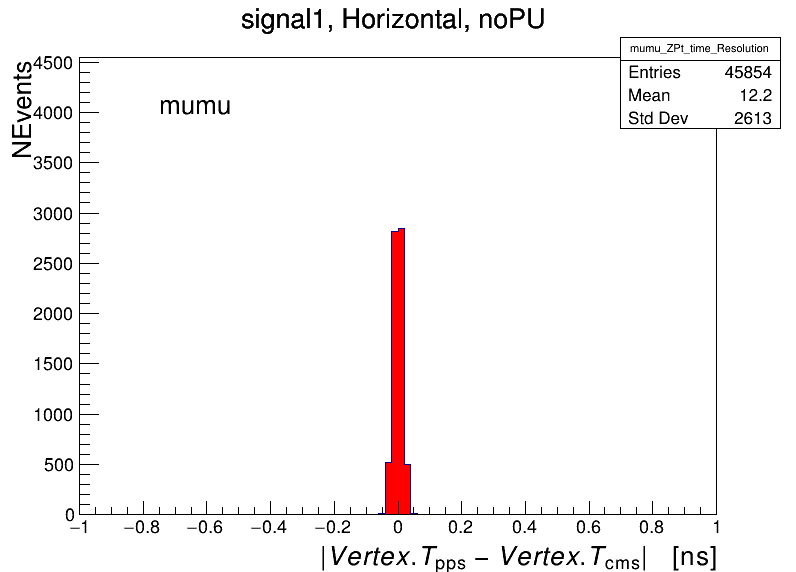 signal1, Horizontal, noPU
mumu_ZPt_time_Resolution
Entries 45854
Mean 12.2
Std Dev 2613
NEvents
mumu
4500
4000
3500
3000
2500
2000
1500
1000
500
0
−1 −0.8 −0.6 −0.4 −0.2 0 0.2 0.4 0.6 0.8 1
|Vertex.Tpps − Vertex.Tcms| [ns]